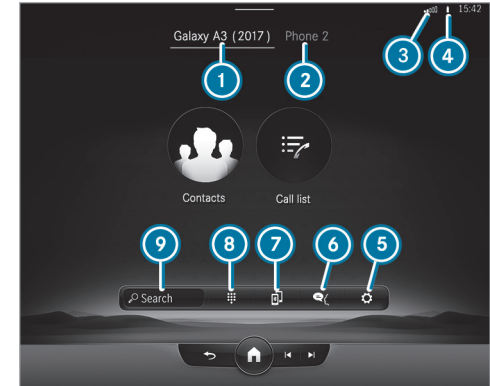 15:42
Galaxy A3 (2017) Phone 2
3 4
1 2
Contacts Call list
9 8 7 6 5
Search